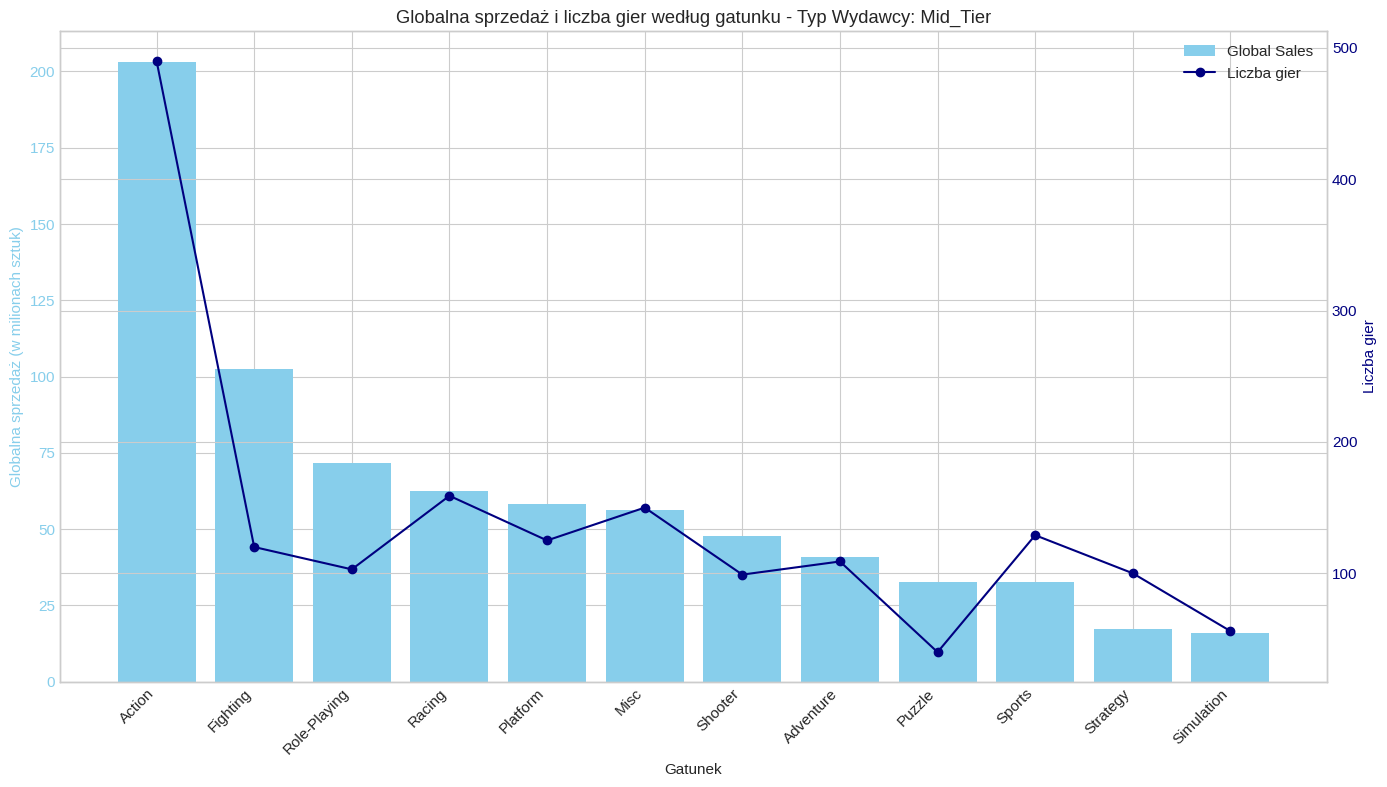 Globalna sprzedaż i liczba gier według gatunku - Typ Wydawcy: Mid_Tier
Global Sales
Liczba gier
Globalna sprzedaż (w milionach sztuk)
200
175
150
125
100
75
50
25
0
500
400
300
200
100
Liczba gier
Action
Fighting
Role-Playing
Racing
Platform
Misc
Shooter
Adventure
Puzzle
Sports
Strategy
Simulation
Gatunek